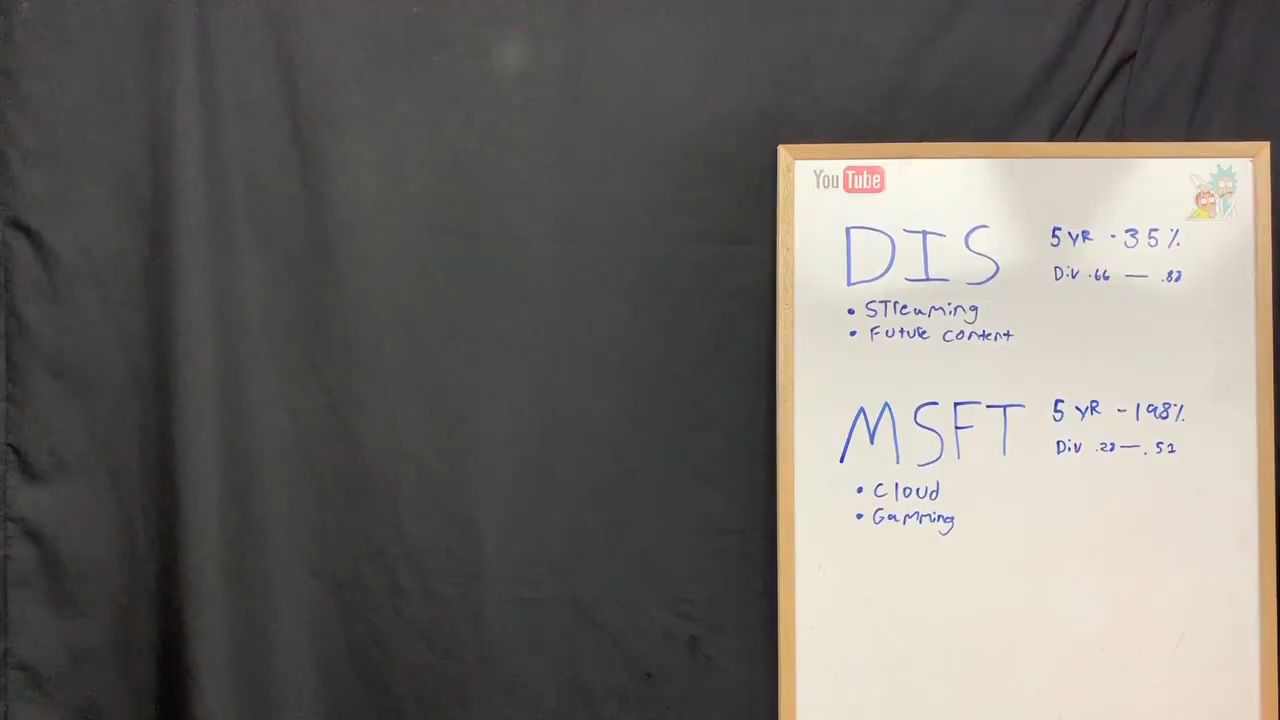 YouTube
DIS 5 YR - 35%
Div .66 — .88
• STreaming
• Future content
MSFT 5 YR - 198%
Div .23 — .51
• Cloud
• Gamming